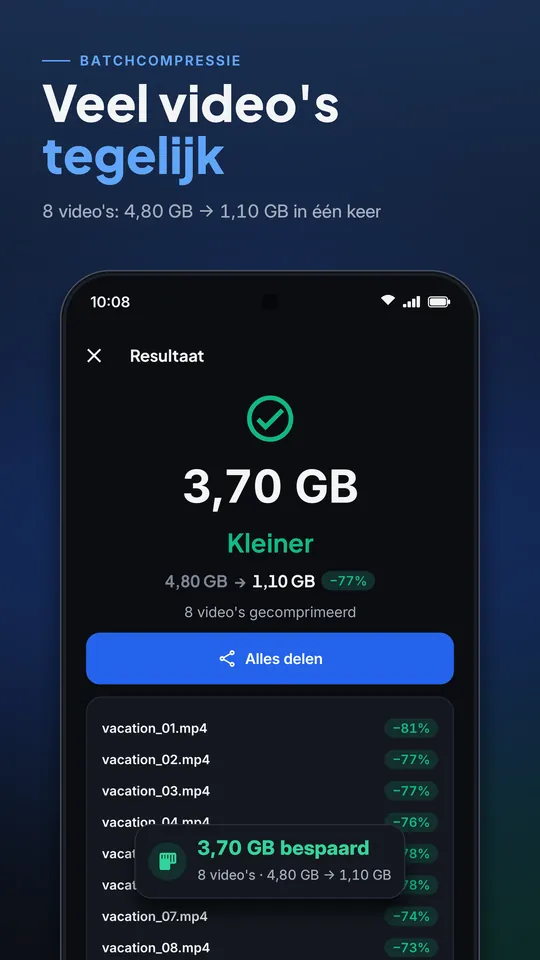 BATCHCOMPRESSIE
Veel video's
tegelijk
8 video's: 4,80 GB → 1,10 GB in één keer
10:08
Resultaat
3,70 GB
Kleiner
4,80 GB → 1,10 GB −77%
8 video's gecomprimeerd
Alles delen
vacation_01.mp4 −81%
vacation_02.mp4 −77%
vacation_03.mp4 −77%
vacation_04.mp4 −76%
3,70 GB bespaard
8 video's · 4,80 GB → 1,10 GB
vacation_07.mp4 −74%
vacation_08.mp4 −73%